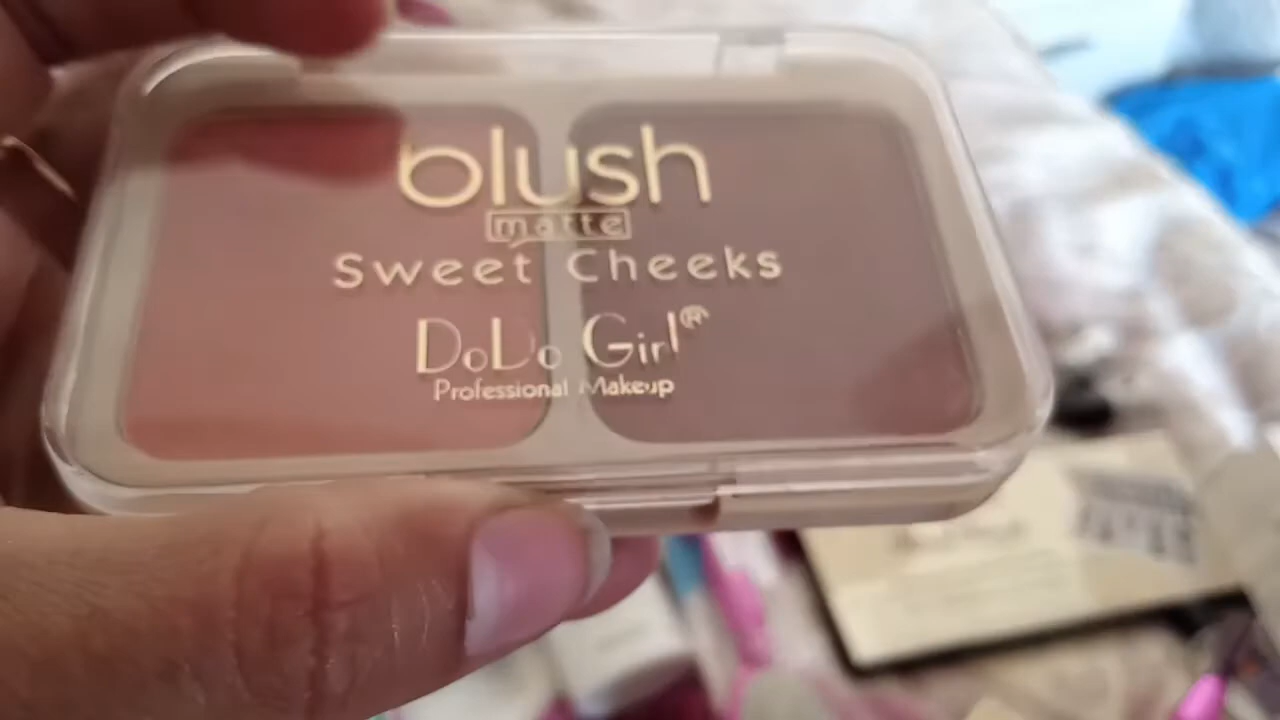 blush
matte
Sweet Cheeks
DoDo Girl®
Professional Makeup